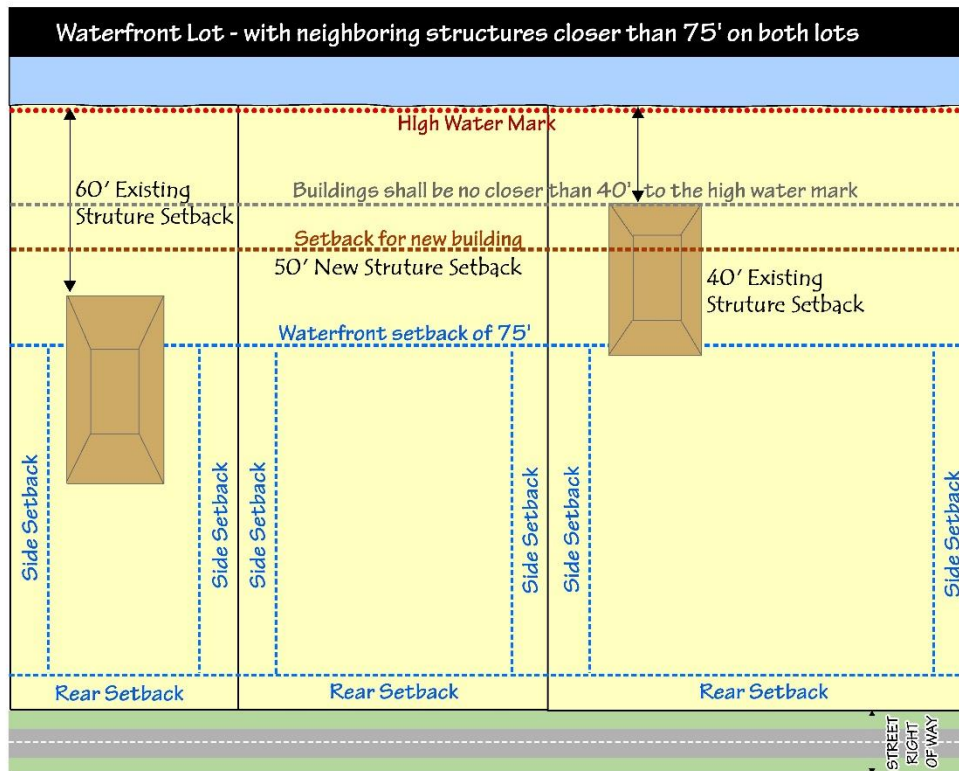 Waterfront Lot - with neighboring structures closer than 75' on both lots
High Water Mark
60' Existing
Struture Setback
Buildings shall be no closer than 40' to the high water mark
Setback for new building
50' New Struture Setback
40' Existing
Struture Setback
Waterfront setback of 75'
Side Setback
Side Setback
Side Setback
Side Setback
Side Setback
Side Setback
Rear Setback
Rear Setback
Rear Setback
STREET
RIGHT
OF WAY